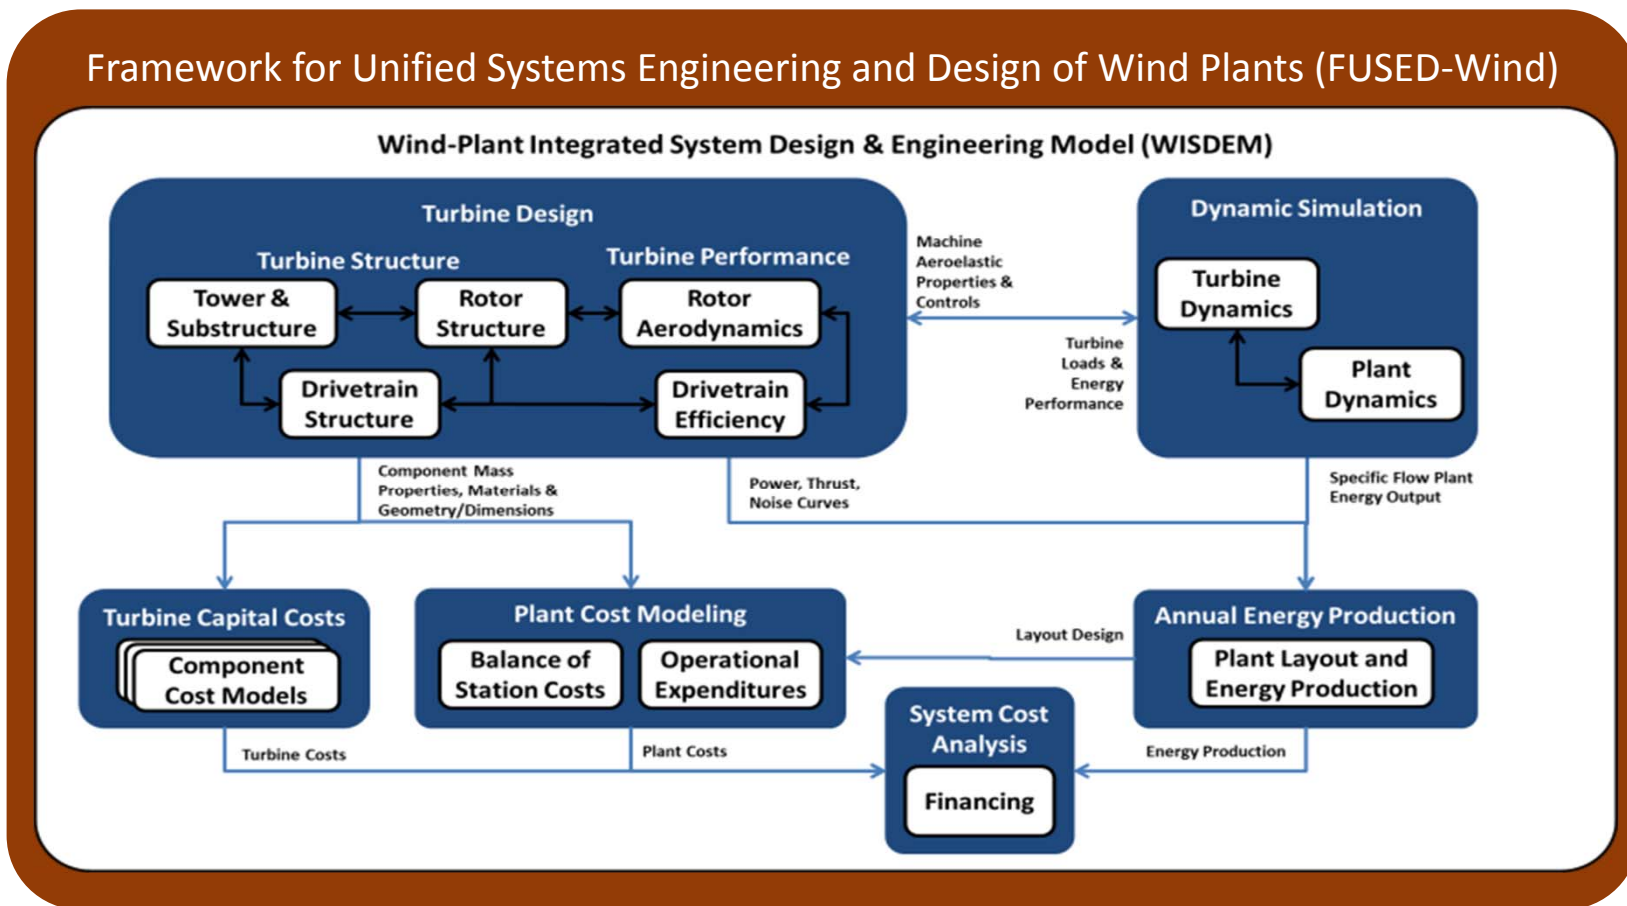 Framework for Unified Systems Engineering and Design of Wind Plants (FUSED-Wind)
Wind-Plant Integrated System Design & Engineering Model (WISDEM)
Turbine Design
Turbine Structure
Turbine Performance
Tower &
Substructure
Rotor
Structure
Rotor
Aerodynamics
Drivetrain
Structure
Drivetrain
Efficiency
Machine
Aeroelastic
Properties &
Controls
Turbine
Loads &
Energy
Performance
Dynamic Simulation
Turbine
Dynamics
Plant
Dynamics
Component Mass
Properties, Materials &
Geometry/Dimensions
Power, Thrust,
Noise Curves
Specific Flow Plant
Energy Output
Turbine Capital Costs
Component
Cost Models
Plant Cost Modeling
Balance of
Station Costs
Operational
Expenditures
Layout Design
Annual Energy Production
Plant Layout and
Energy Production
System Cost
Analysis
Financing
Turbine Costs
Plant Costs
Energy Production